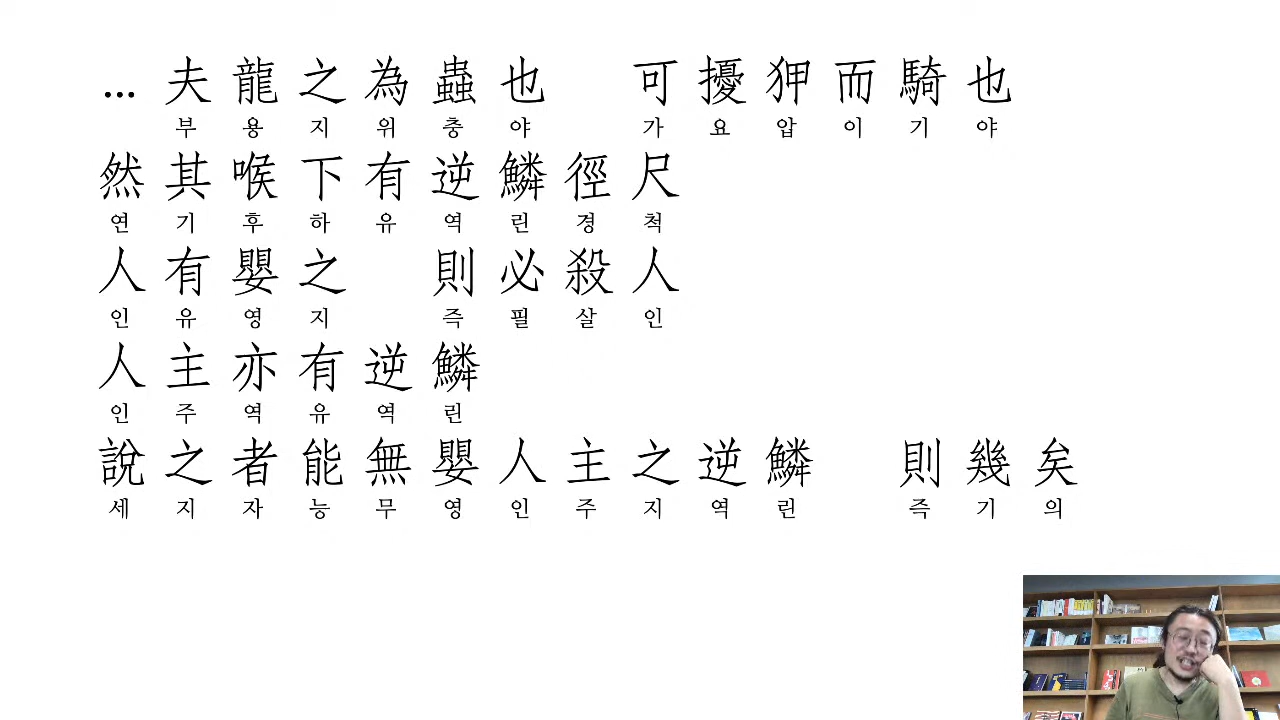 ... 夫龍之為蟲也 可擾狎而騎也
부 용 지 위 충 야 가 요 압 이 기 야
然其喉下有逆鱗徑尺
연 기 후 하 유 역 린 경 척
人有嬰之 則必殺人
인 유 영 지 즉 필 살 인
人主亦有逆鱗
인 주 역 유 역 린
說之者能無嬰人主之逆鱗 則幾矣
세 지 자 능 무 영 인 주 지 역 린 즉 기 의